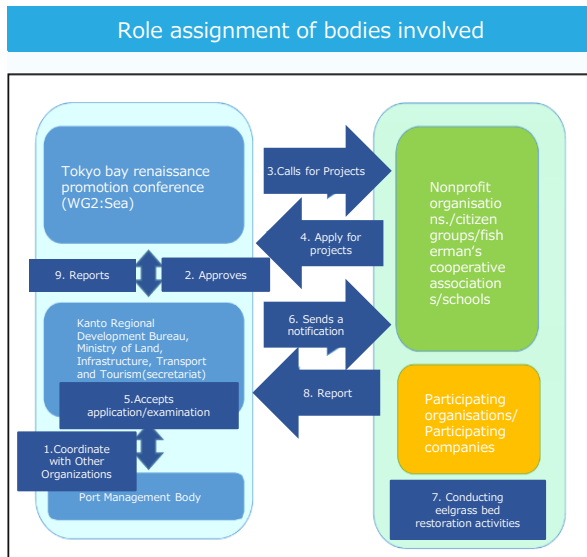 Role assignment of bodies involved
Tokyo bay renaissance
promotion conference
(WG2:Sea)
9. Reports
2. Approves
Kanto Regional
Development Bureau,
Ministry of Land,
Infrastructure, Transport
and Tourism(secretariat)
5.Accepts
application/examination
1.Coordinate
with Other
Organizations
Port Management Body
3.Calls for Projects
4. Apply for
projects
6. Sends a
notification
8. Report
Nonprofit
organisatio
ns./citizen
groups/fish
erman's
cooperative
association
s/schools
Participating
organisations/
Participating
companies
7. Conducting
eelgrass bed
restoration activities